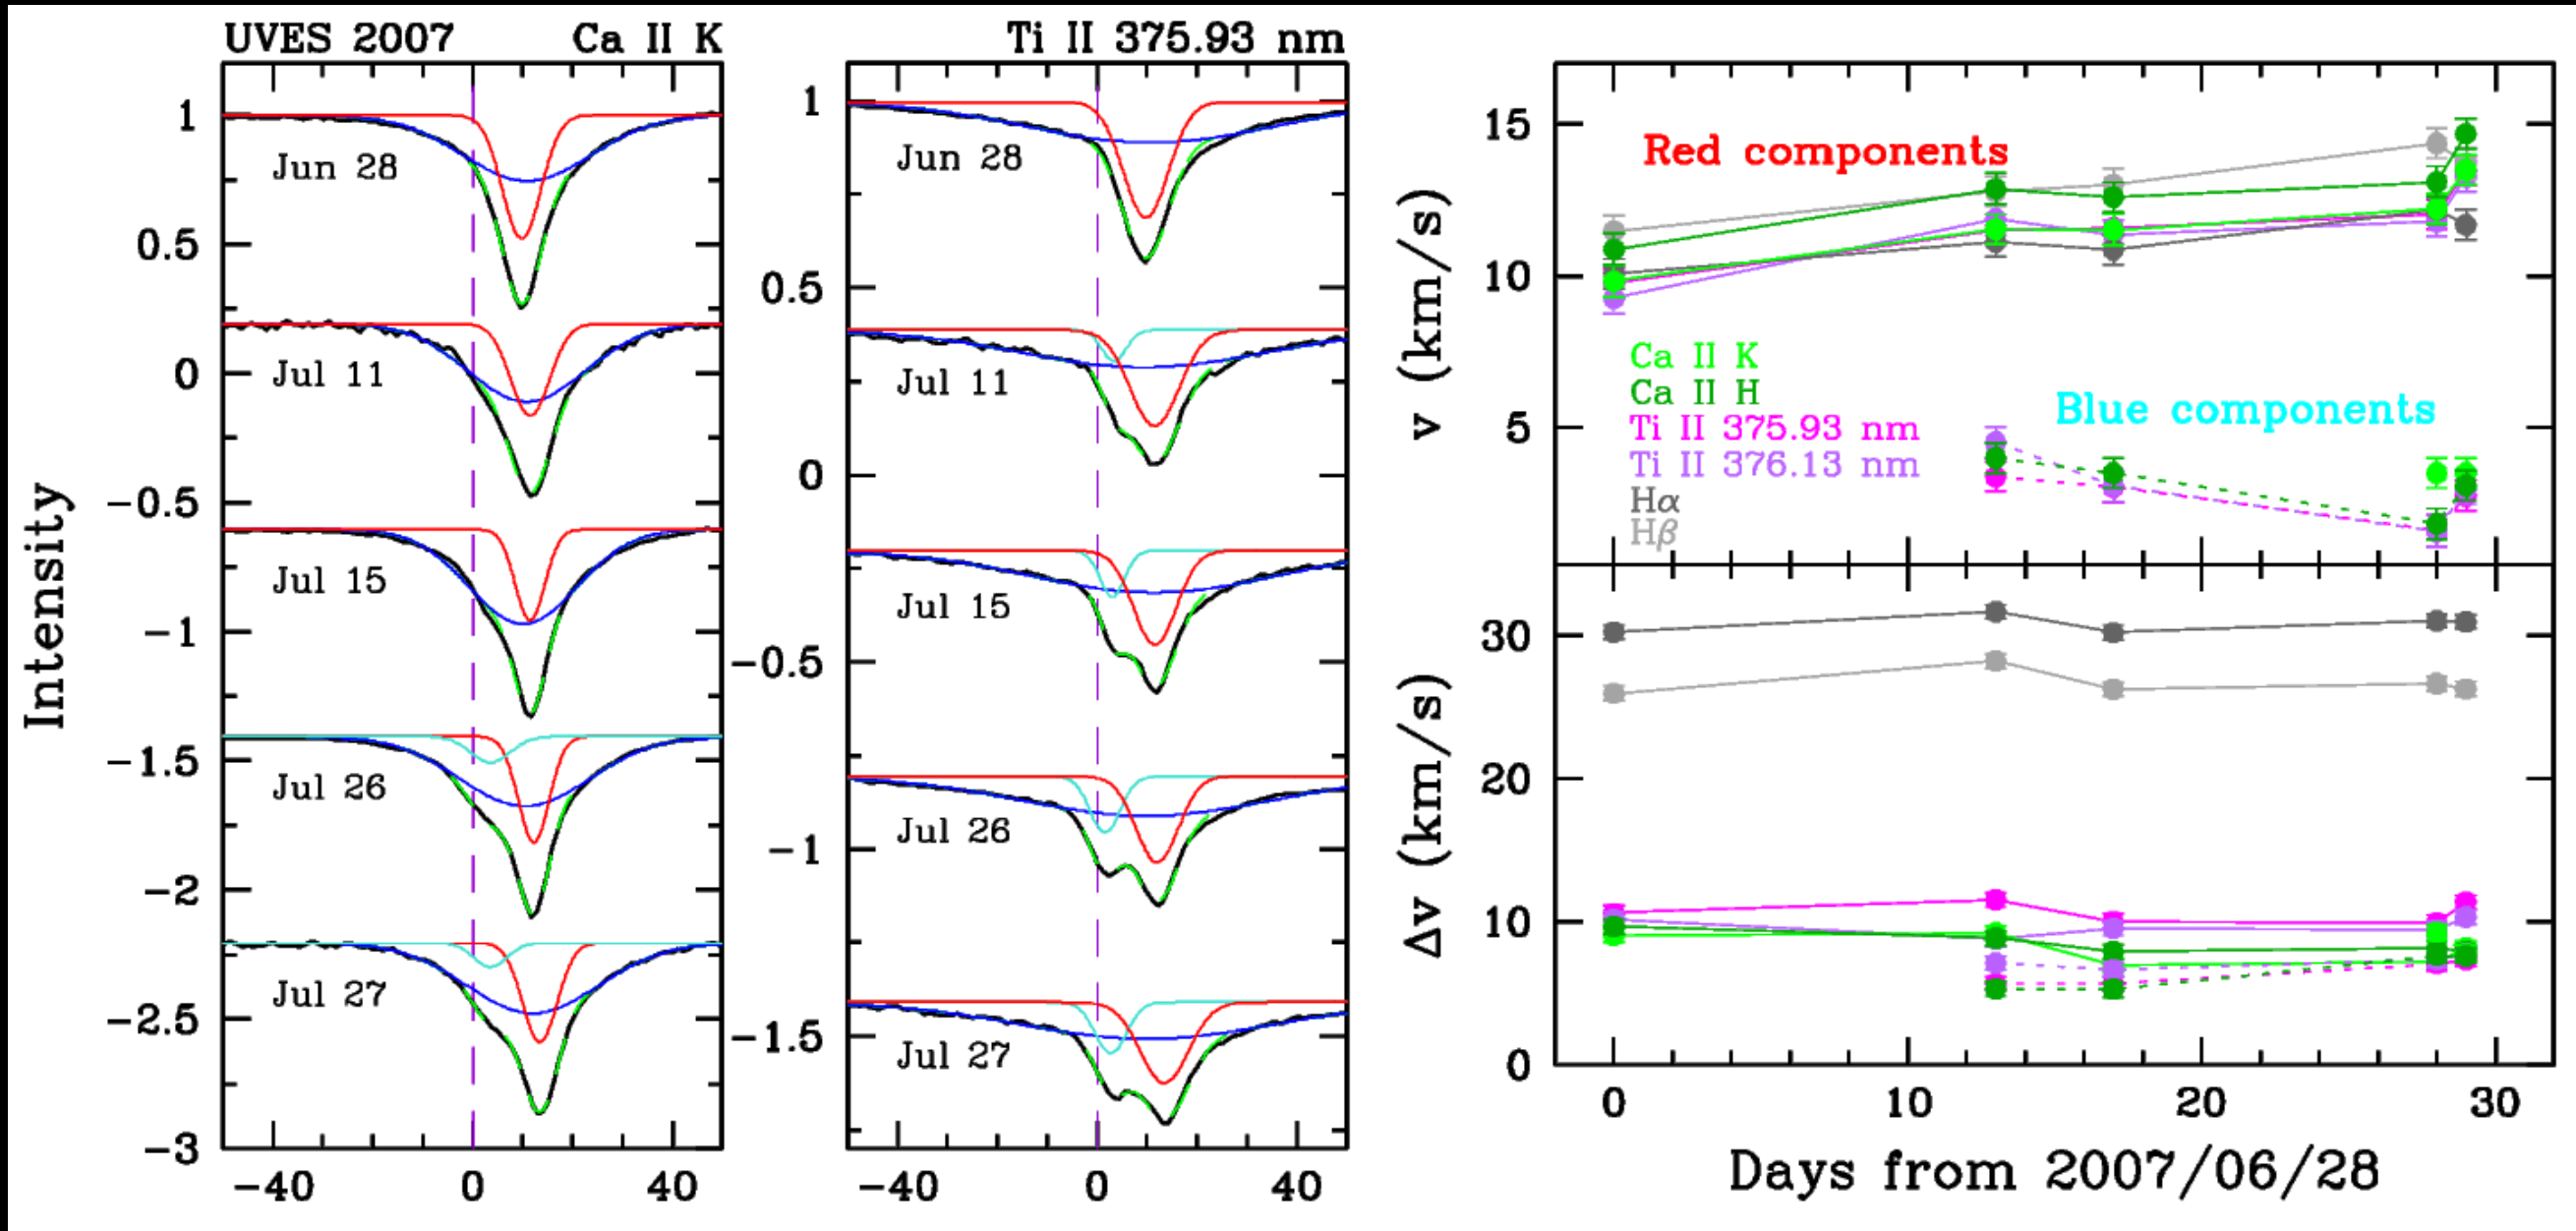 UVES 2007 Ca II K
Ti II 375.93 nm
Intensity
1
0.5
0
−0.5
−1
−1.5
−2
−2.5
−3
Jun 28
Jul 11
Jul 15
Jul 26
Jul 27
−40 0 40
1
0.5
0
−0.5
−1
−1.5
Jun 28
Jul 11
Jul 15
Jul 26
Jul 27
−40 0 40
v (km/s)
15
10
5
Red components
Ca II K
Ca II H
Ti II 375.93 nm
Ti II 376.13 nm
Hα
Hβ
Blue components
Δv (km/s)
30
20
10
0
0 10 20 30
Days from 2007/06/28